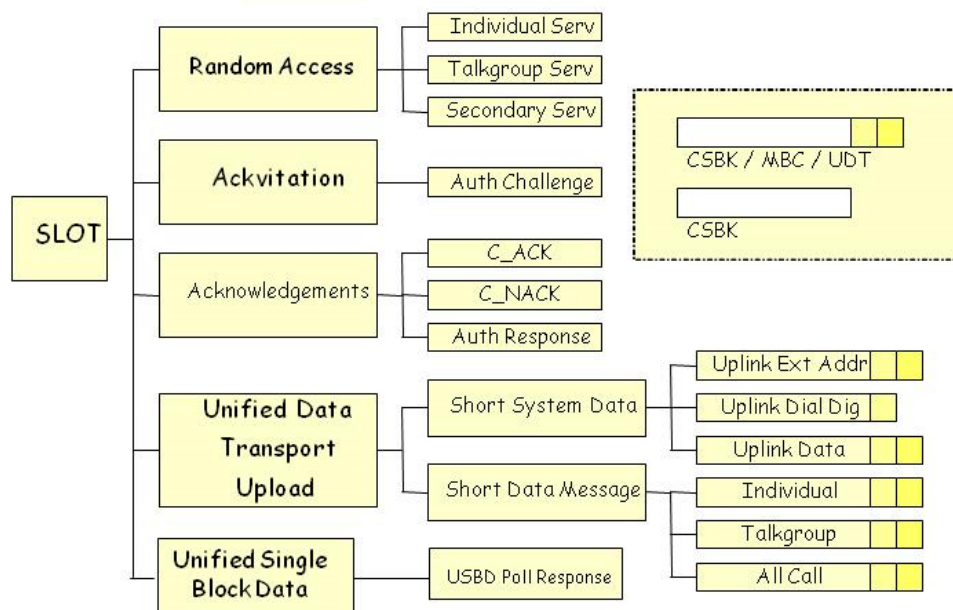 SLOT
Random Access
Individual Serv
Talkgroup Serv
Secondary Serv
Ackvitation
Auth Challenge
Acknowledgements
C_ACK
C_NACK
Auth Response
Unified Data
Transport
Upload
Short System Data
Uplink Ext Addr
Uplink Dial Dig
Uplink Data
Short Data Message
Individual
Talkgroup
All Call
Unified Single
Block Data
USBD Poll Response
CSBK / MBC / UDT
CSBK